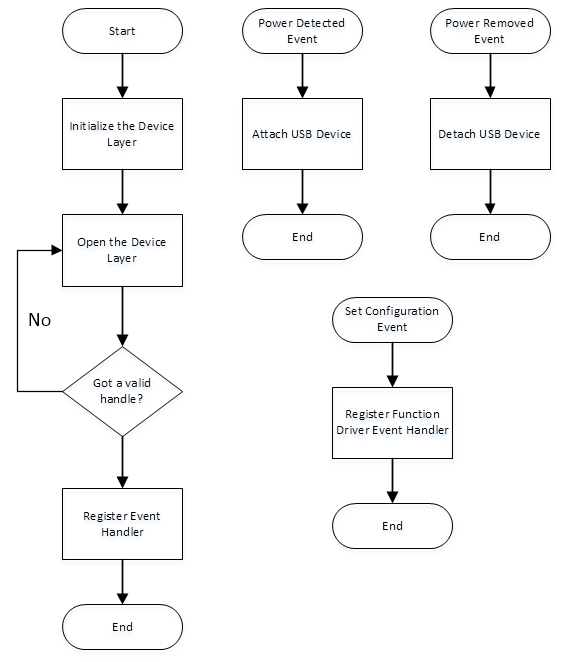 Start
Initialize the Device
Layer
Open the Device
Layer
No
Got a valid
handle?
Register Event
Handler
End
Power Detected
Event
Attach USB Device
End
Power Removed
Event
Detach USB Device
End
Set Configuration
Event
Register Function
Driver Event Handler
End